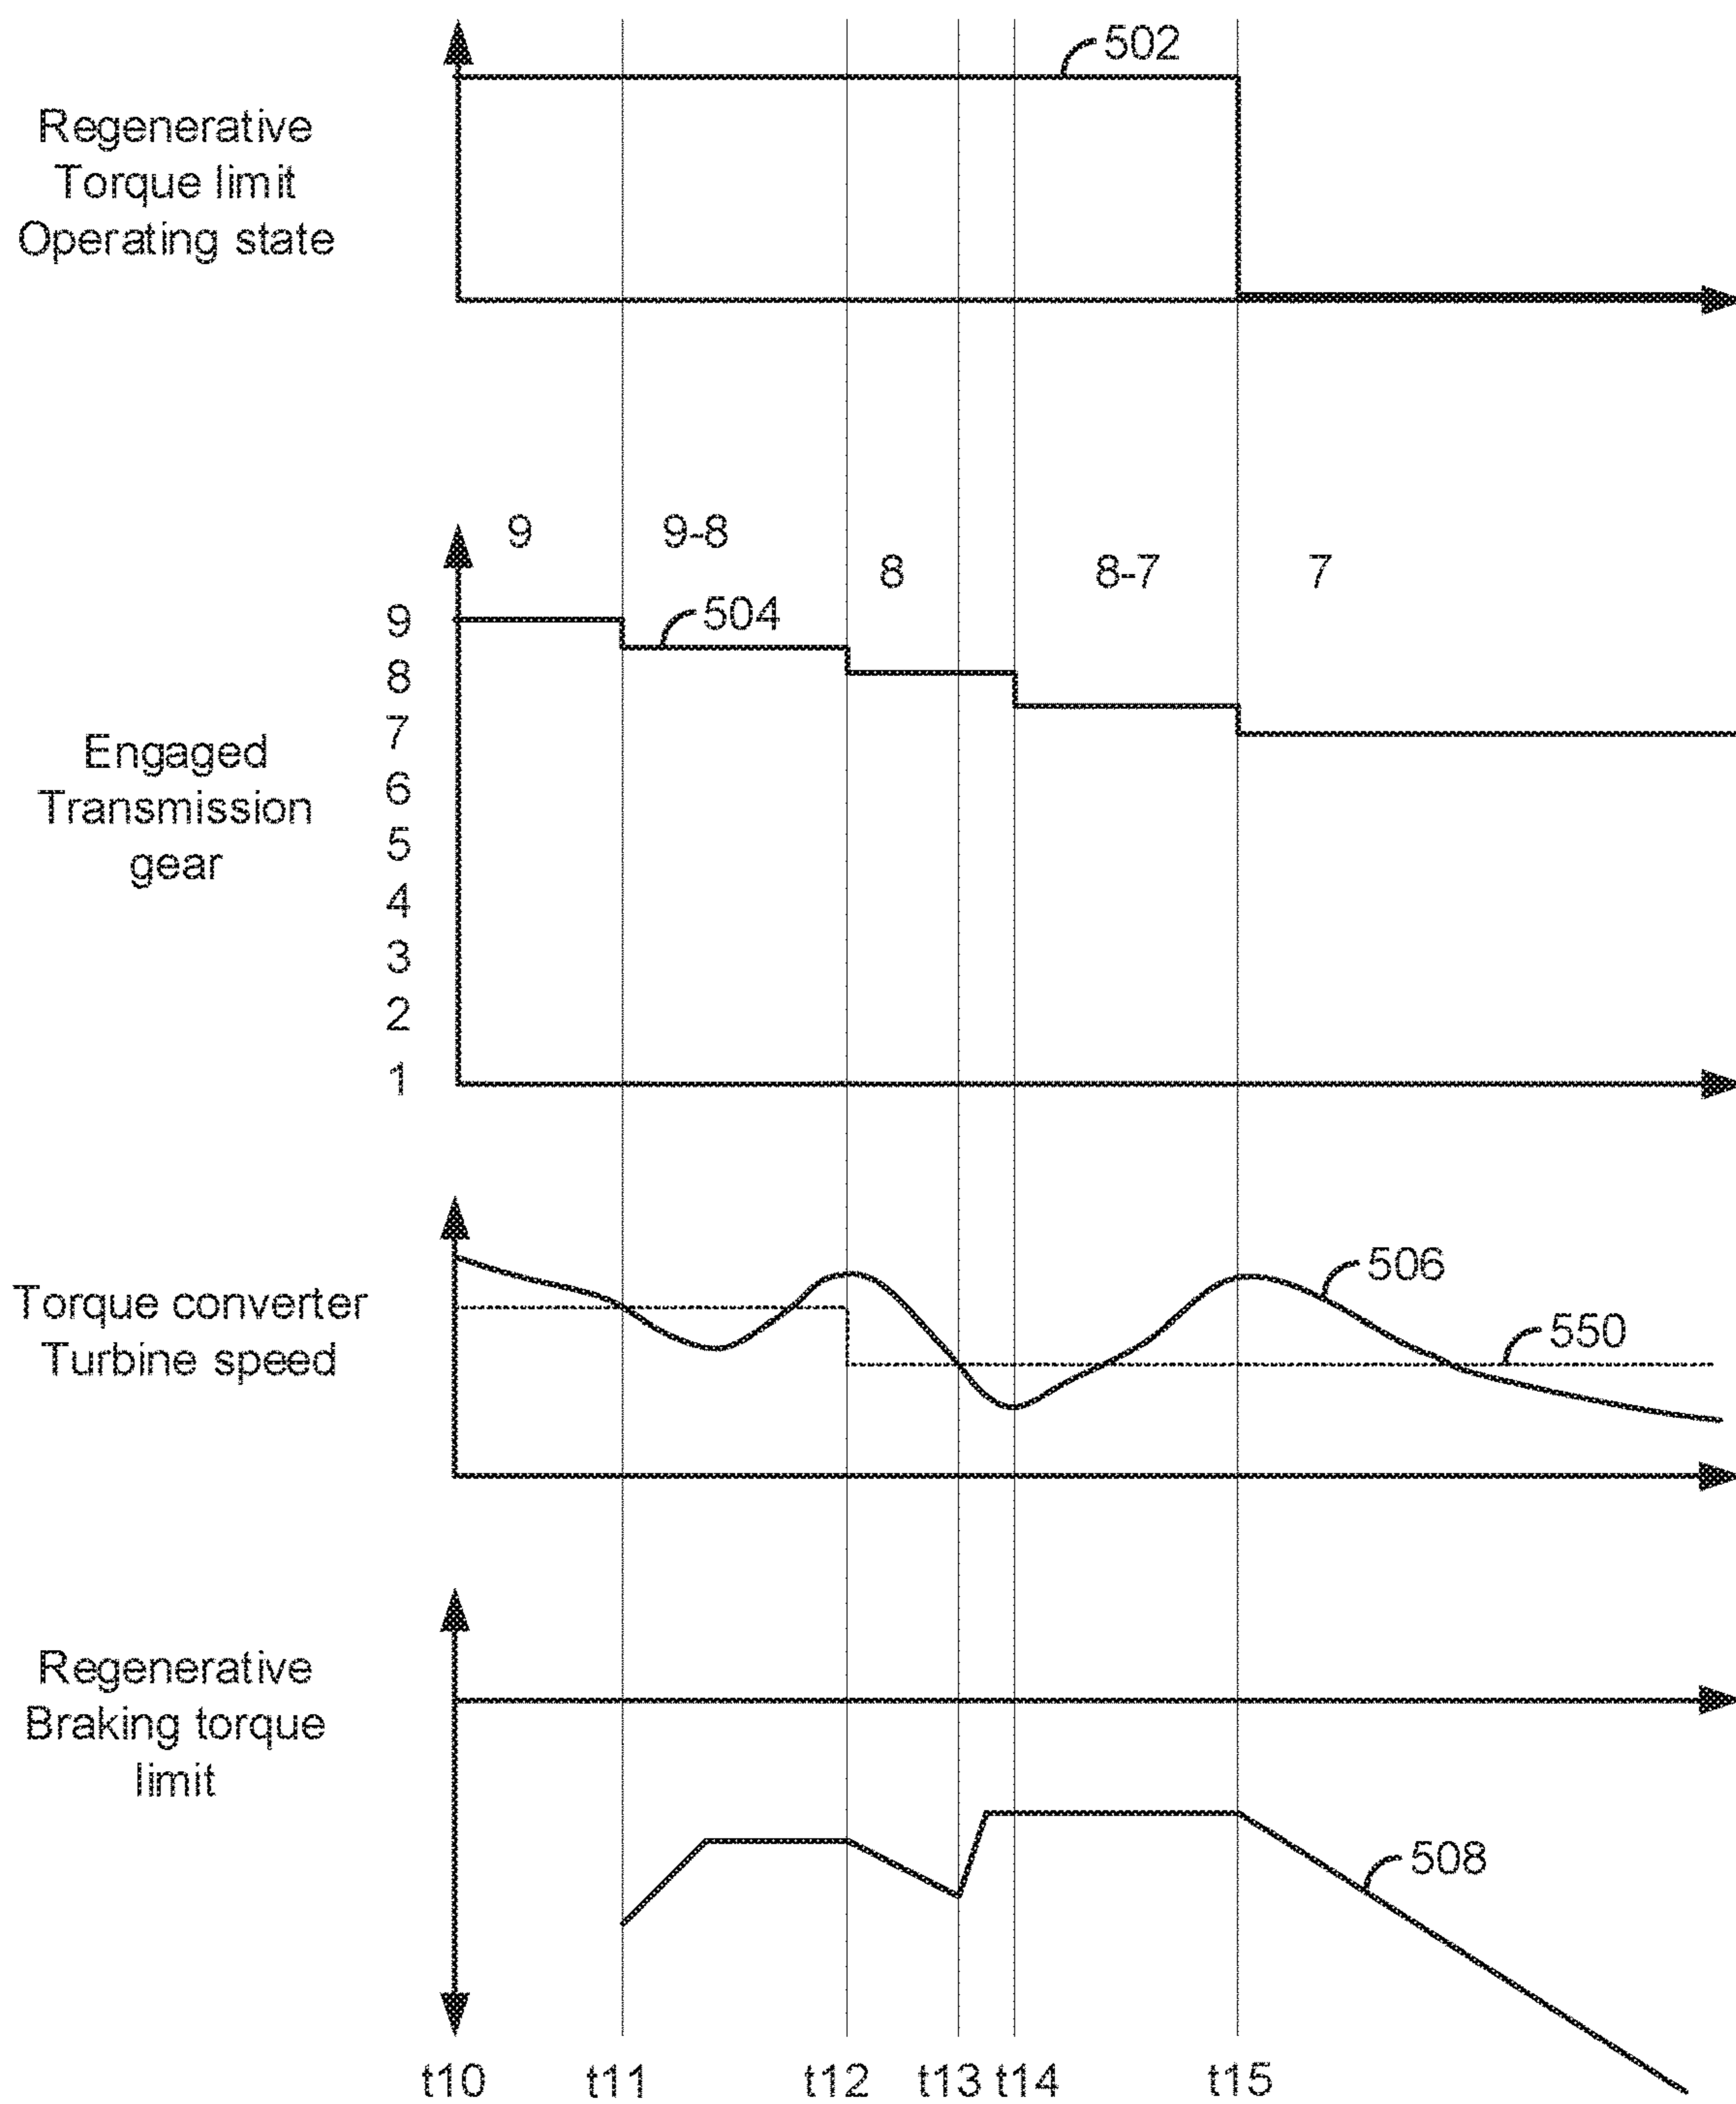 502
Regenerative
Torque limit
Operating state
9 9-8 8 8-7 7
504
9
8
7
6
5
4
3
2
1
Engaged
Transmission
gear
506
550
Torque converter
Turbine speed
Regenerative
Braking torque
limit
508
t10 t11 t12 t13 t14 t15